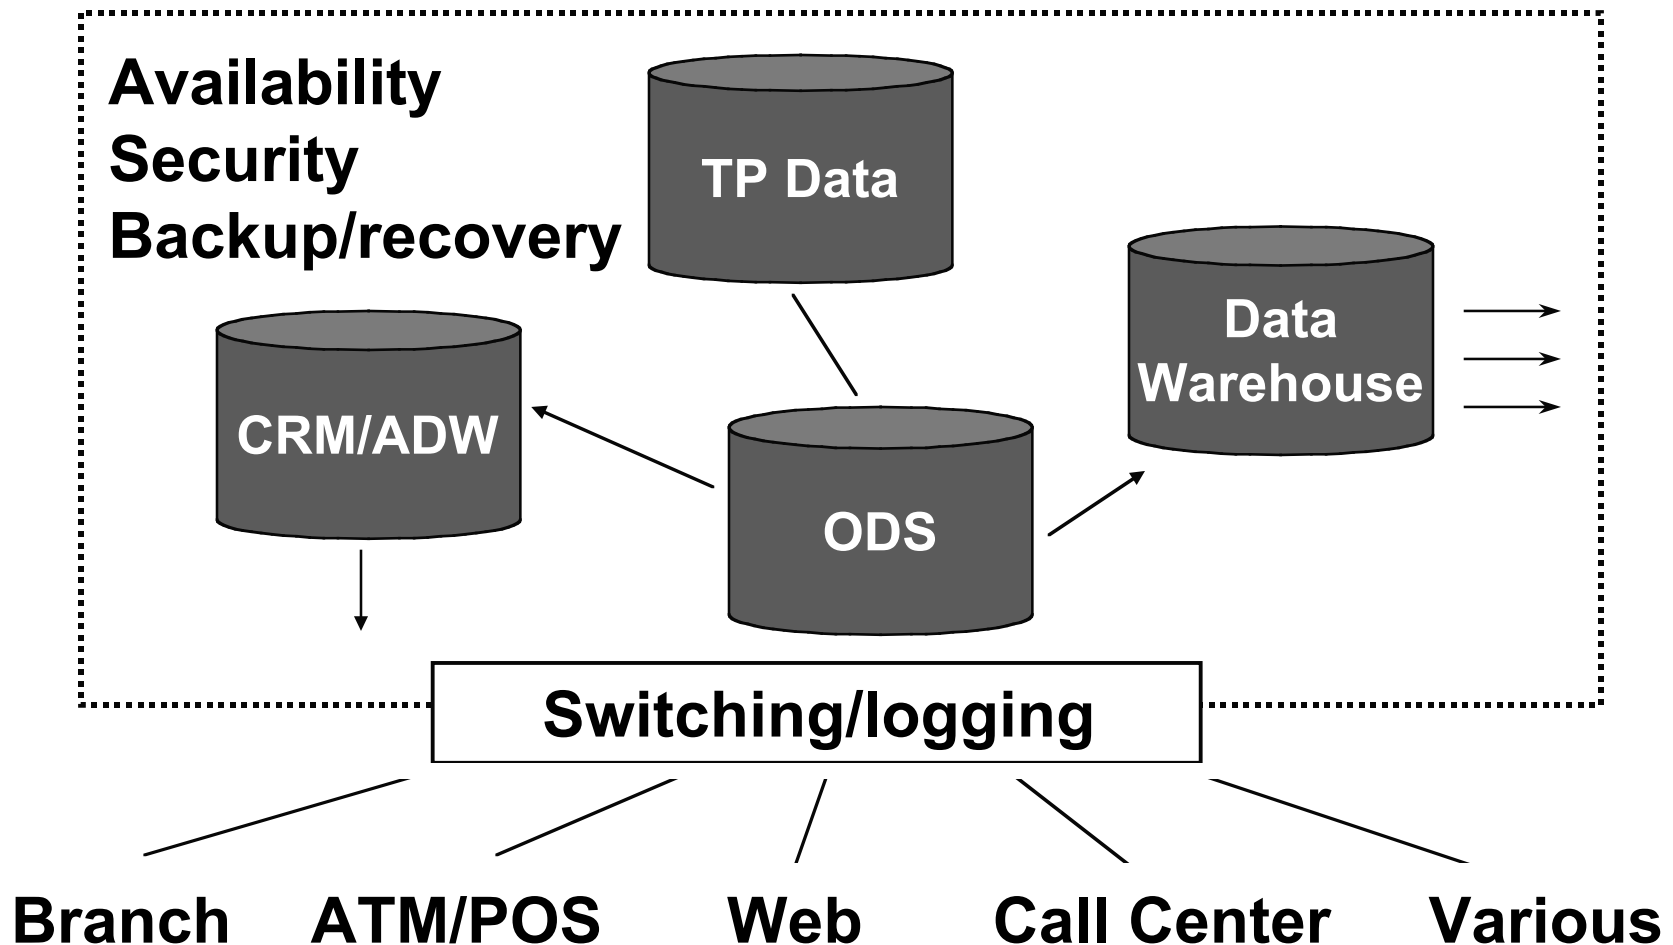 Availability
Security
Backup/recovery
TP Data
Data
Warehouse
CRM/ADW
ODS
Switching/logging
Branch
ATM/POS
Web
Call Center
Various